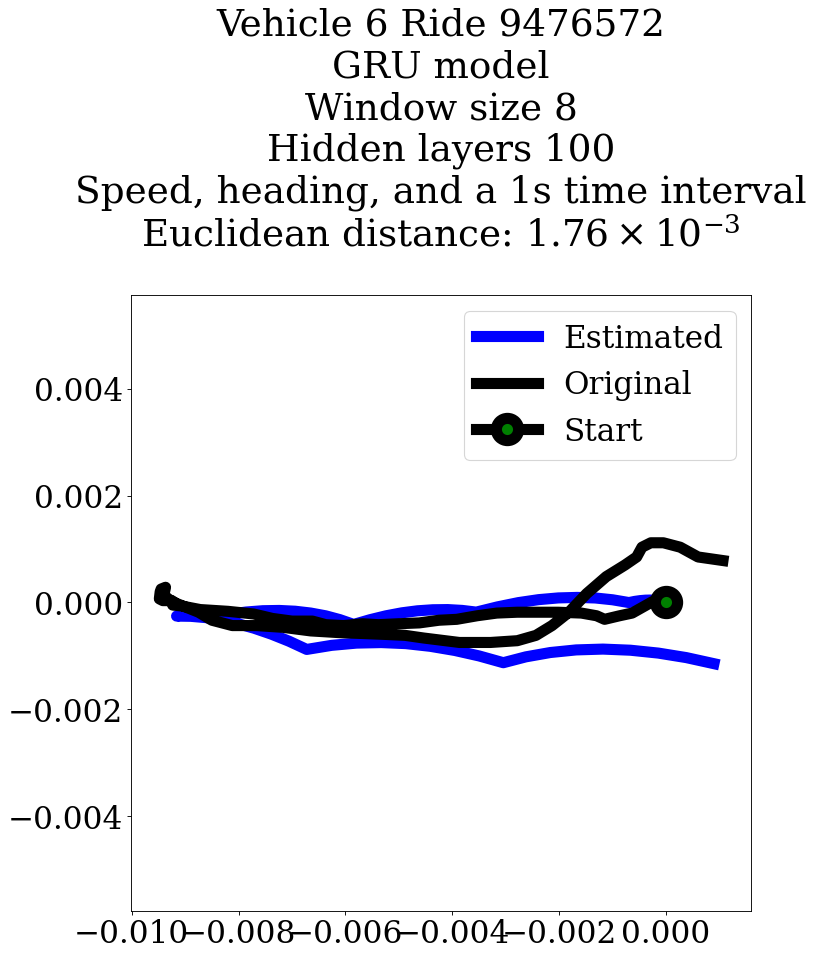 Vehicle 6 Ride 9476572
GRU model
Window size 8
Hidden layers 100
Speed, heading, and a 1s time interval
Euclidean distance: 1.76 × 10⁻³
Estimated
Original
Start
0.004
0.002
0.000
−0.002
−0.004
−0.010 −0.008 −0.006 −0.004 −0.002 0.000